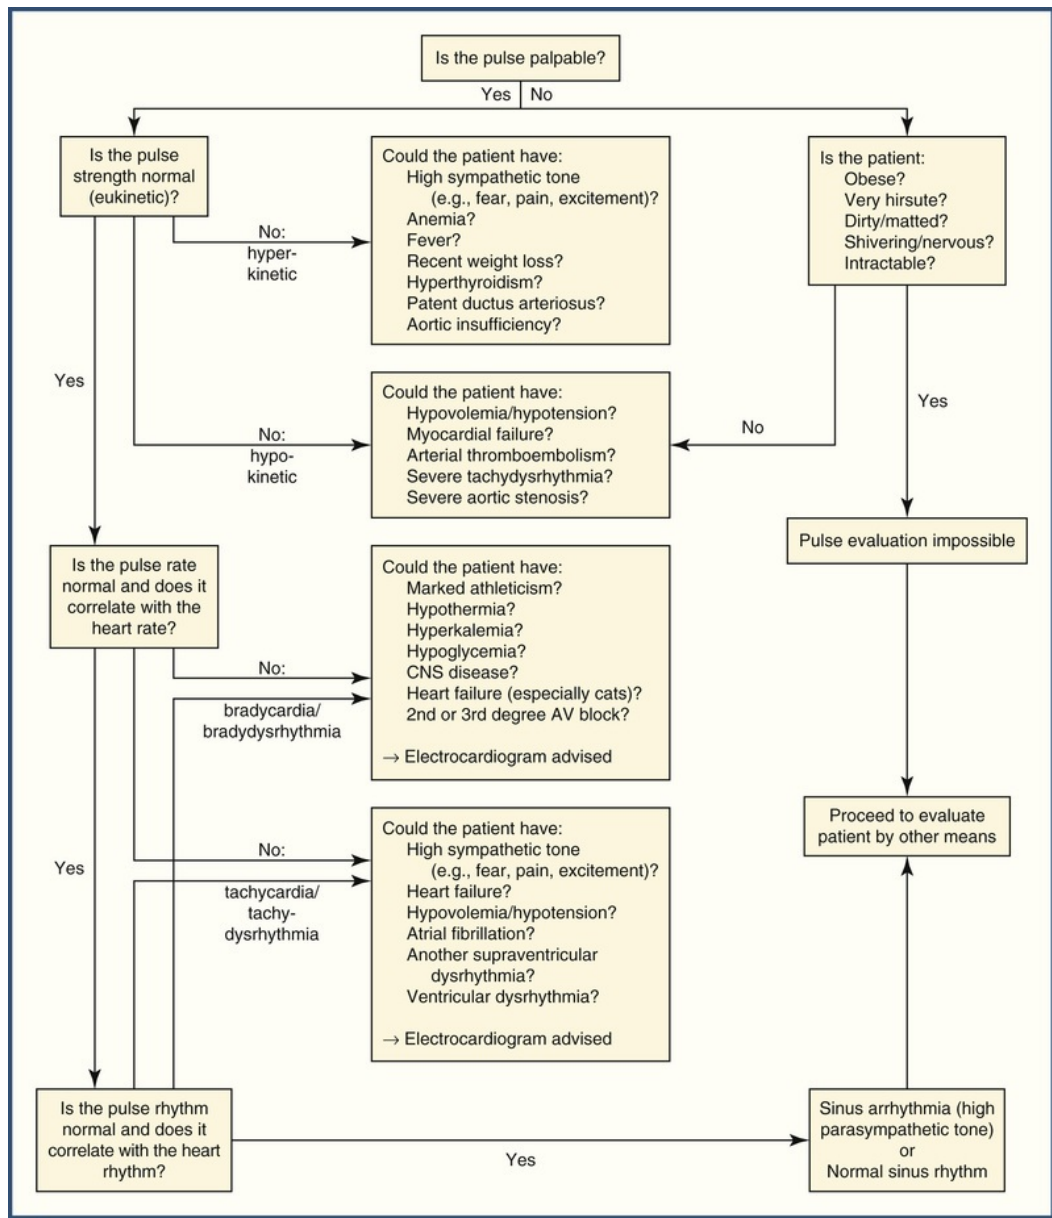 Is the pulse palpable?
Yes No
Is the pulse
strength normal
(eukinetic)?
No:
hyper-
kinetic
Could the patient have:
High sympathetic tone
(e.g., fear, pain, excitement)?
Anemia?
Fever?
Recent weight loss?
Hyperthyroidism?
Patent ductus arteriosus?
Aortic insufficiency?
Is the patient:
Obese?
Very hirsute?
Dirty/matted?
Shivering/nervous?
Intractable?
Yes
No:
hypo-
kinetic
Could the patient have:
Hypovolemia/hypotension?
Myocardial failure?
Arterial thromboembolism?
Severe tachydysrhythmia?
Severe aortic stenosis?
No
Yes
Pulse evaluation impossible
Is the pulse rate
normal and does it
correlate with the
heart rate?
No:
bradycardia/
bradydysrhythmia
Could the patient have:
Marked athleticism?
Hypothermia?
Hyperkalemia?
Hypoglycemia?
CNS disease?
Heart failure (especially cats)?
2nd or 3rd degree AV block?
→ Electrocardiogram advised
Yes
No:
tachycardia/
tachy-
dysrhythmia
Could the patient have:
High sympathetic tone
(e.g., fear, pain, excitement)?
Heart failure?
Hypovolemia/hypotension?
Atrial fibrillation?
Another supraventricular
dysrhythmia?
Ventricular dysrhythmia?
→ Electrocardiogram advised
Proceed to evaluate
patient by other means
Is the pulse rhythm
normal and does it
correlate with the heart
rhythm?
Yes
Sinus arrhythmia (high
parasympathetic tone)
or
Normal sinus rhythm